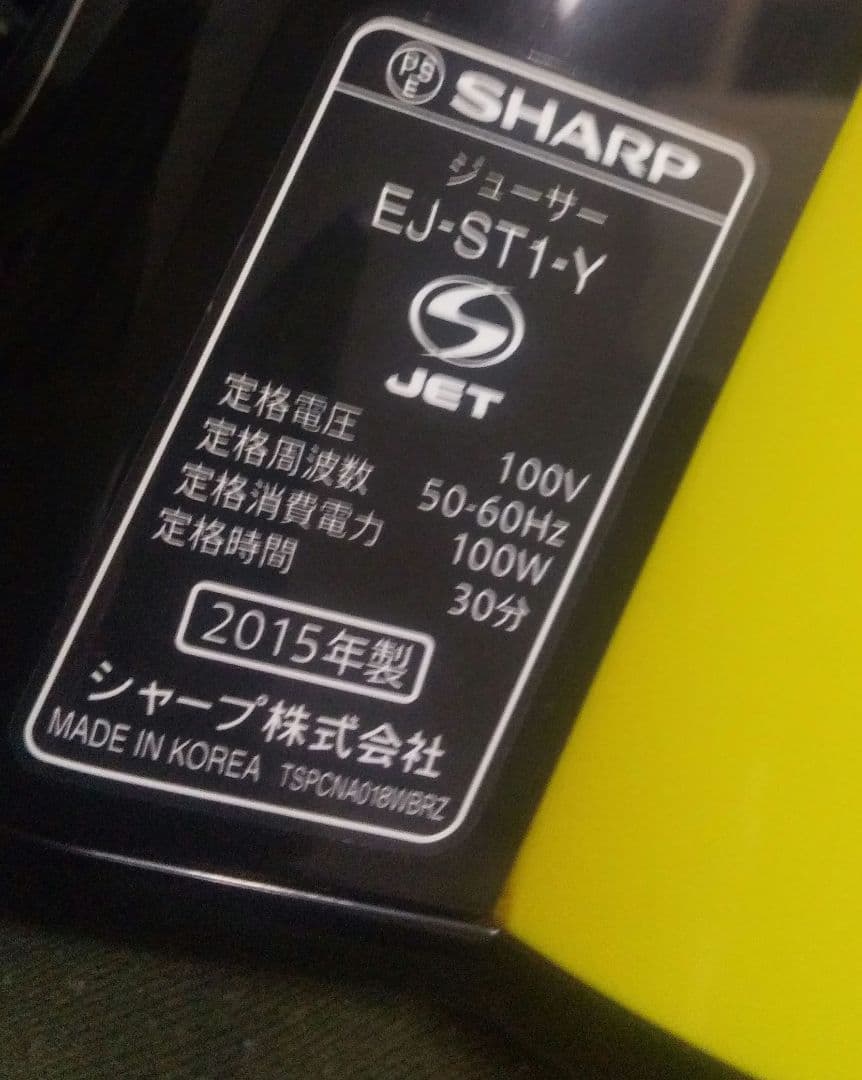 PSE SHARP
ジューサー
EJ-ST1-Y
S
JET
定格電圧 100V
定格周波数 50-60Hz
定格消費電力 100W
定格時間 30分
2015年製
シャープ株式会社
MADE IN KOREA TSPCNA018WBRZ